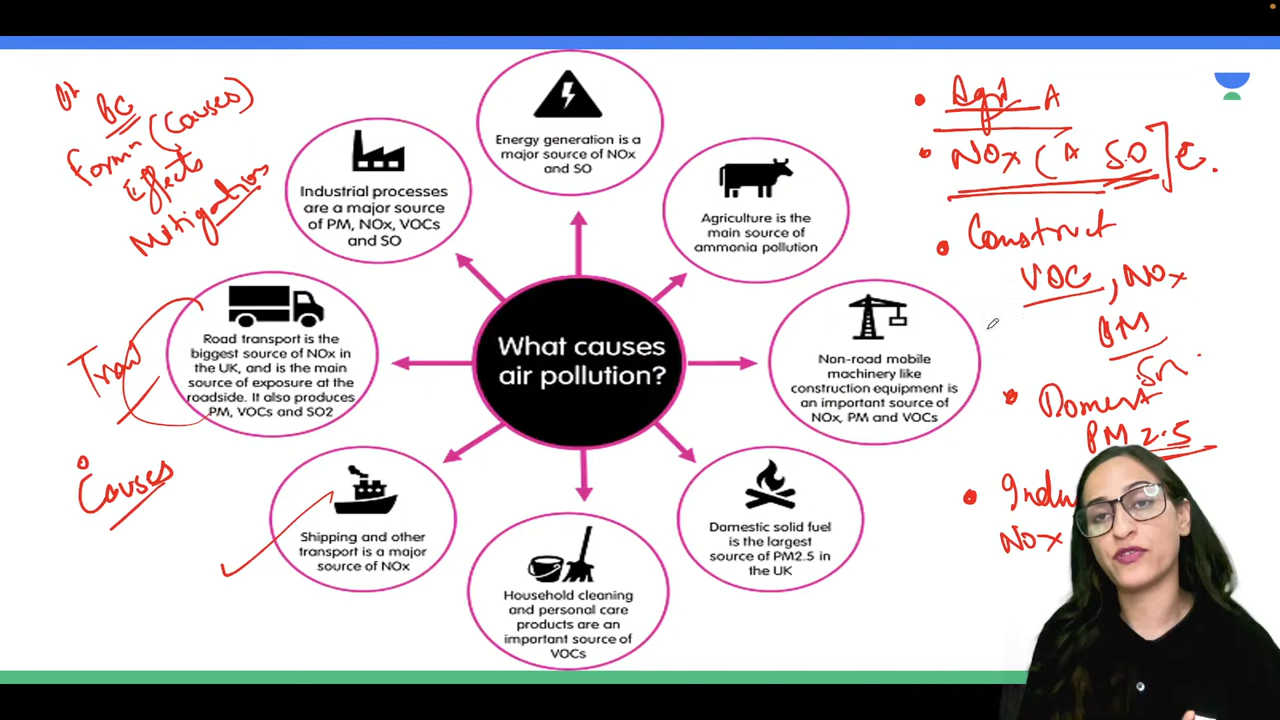 BC
Form^n (Causes)
Effects
Mitigation
Energy generation is a
major source of NOx
and SO
Industrial processes
are a major source
of PM, NOx, VOCs
and SO
Agriculture is the
main source of
ammonia pollution
Road transport is the
biggest source of NOx in
the UK, and is the main
source of exposure at the
roadside. It also produces
PM, VOCs and SO2
What causes
air pollution?
Non-road mobile
machinery like
construction equipment is
an important source of
NOx, PM and VOCs
Shipping and other
transport is a major
source of NOx
Household cleaning
and personal care
products are an
important source of
VOCs
Domestic solid fuel
is the largest
source of PM2.5 in
the UK
Causes
Agri A
NOx ( A SO ] E.
Construct
VOC, NOx
PM
Domest
PM 2.5
Indu
NOx